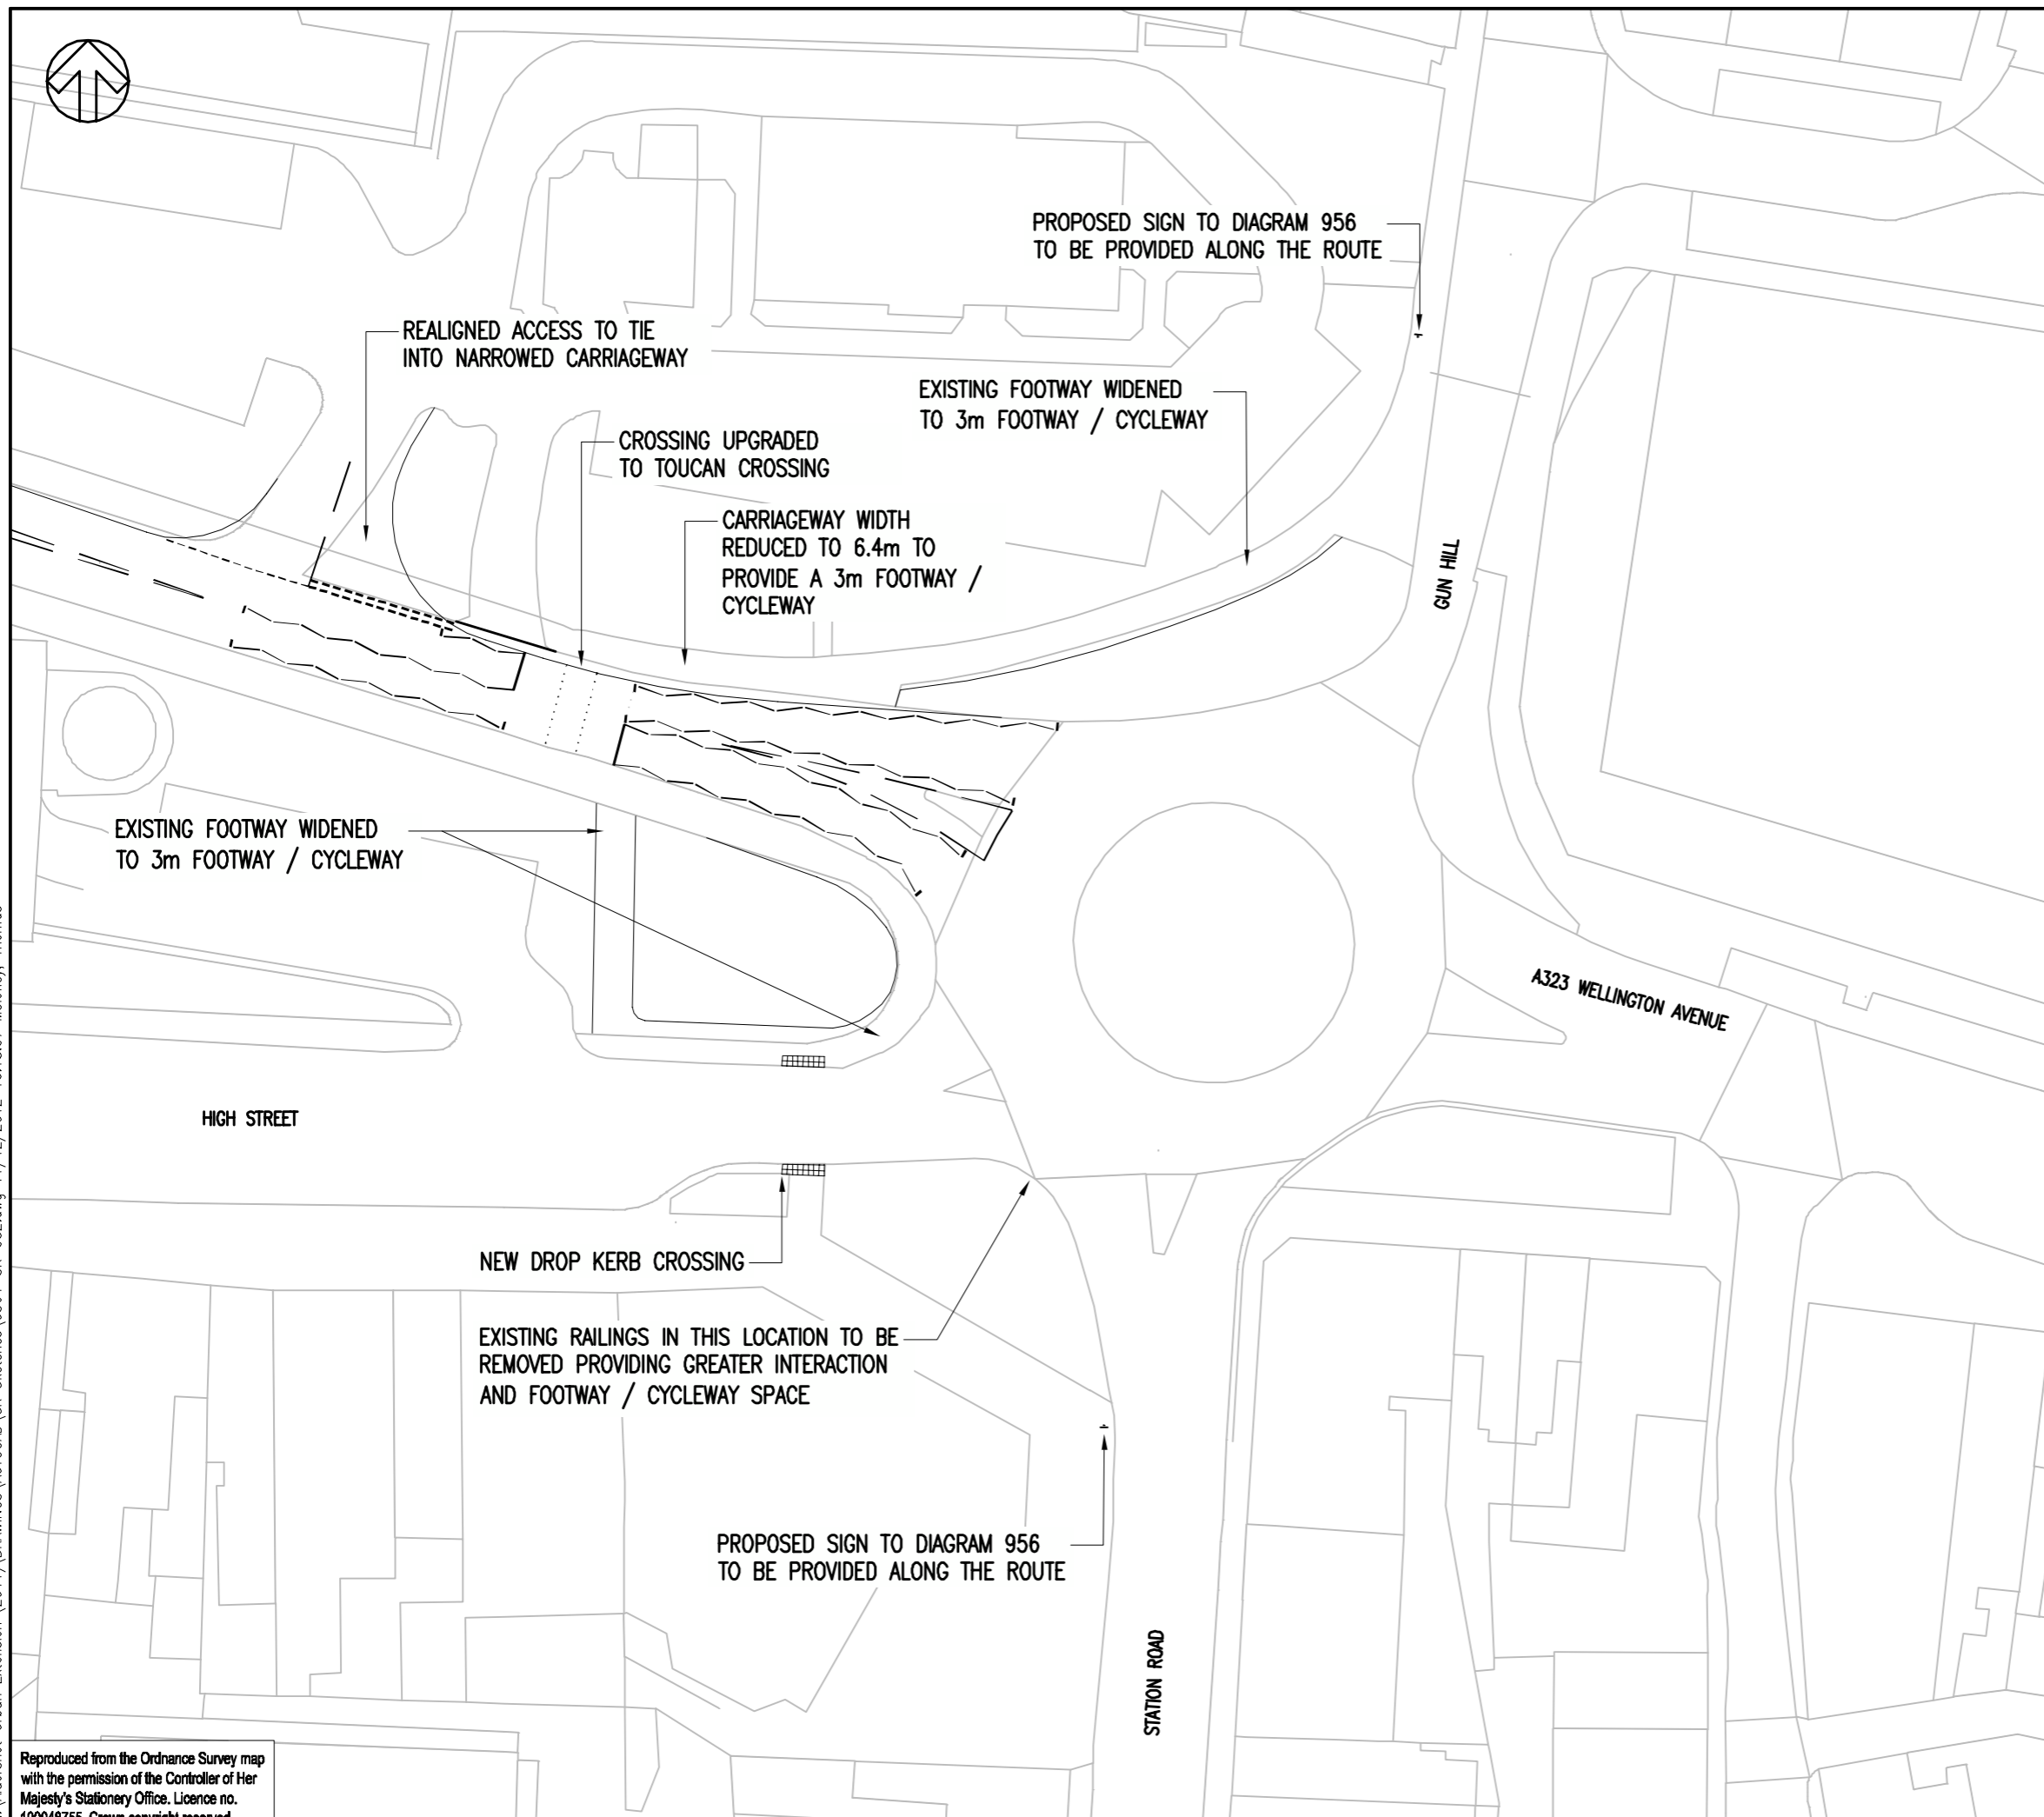 PROPOSED SIGN TO DIAGRAM 956
TO BE PROVIDED ALONG THE ROUTE
REALIGNED ACCESS TO TIE
INTO NARROWED CARRIAGEWAY
EXISTING FOOTWAY WIDENED
TO 3m FOOTWAY / CYCLEWAY
CROSSING UPGRADED
TO TOUCAN CROSSING
CARRIAGEWAY WIDTH
REDUCED TO 6.4m TO
PROVIDE A 3m FOOTWAY /
CYCLEWAY
GUN HILL
EXISTING FOOTWAY WIDENED
TO 3m FOOTWAY / CYCLEWAY
A323 WELLINGTON AVENUE
HIGH STREET
NEW DROP KERB CROSSING
EXISTING RAILINGS IN THIS LOCATION TO BE
REMOVED PROVIDING GREATER INTERACTION
AND FOOTWAY / CYCLEWAY SPACE
PROPOSED SIGN TO DIAGRAM 956
TO BE PROVIDED ALONG THE ROUTE
STATION ROAD
Reproduced from the Ordnance Survey map
with the permission of the Controller of Her
Majesty's Stationery Office. Licence no.
100048755. Crown copyright reserved